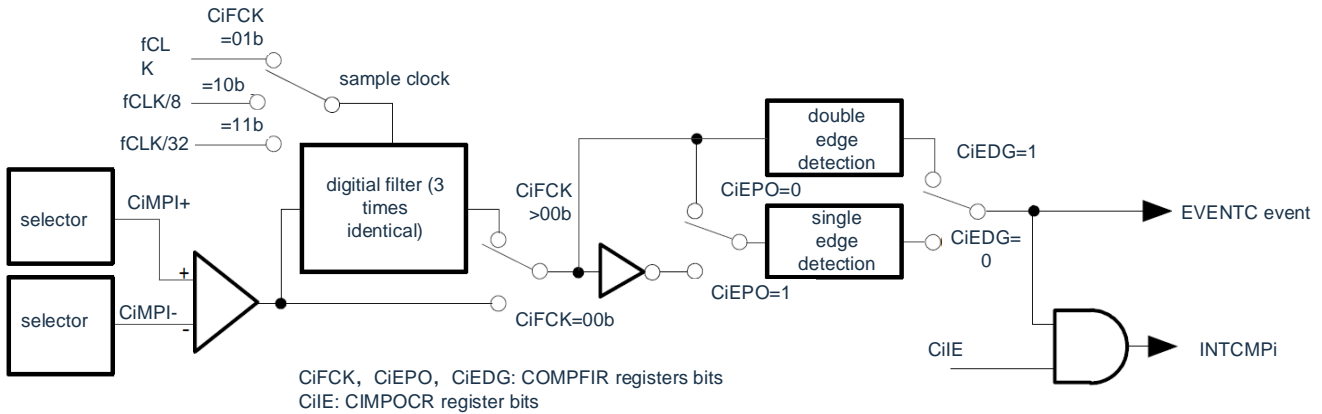 CiFCK
=01b
fCL
K
sample clock
=10b
fCLK/8
=11b
fCLK/32
double
edge
detection
CiEDG=1
digitial filter (3
times
identical)
CiFCK
>00b
CiEPO=0
selector
CiMPI+
single
edge
detection
EVENTC event
CiEDG=
0
+
CiEPO=1
selector
CiMPI-
-
CiFCK=00b
CiIE
INTCMPi
CiFCK, CiEPO, CiEDG: COMPFIR registers bits
CiIE: CIMPOCR register bits